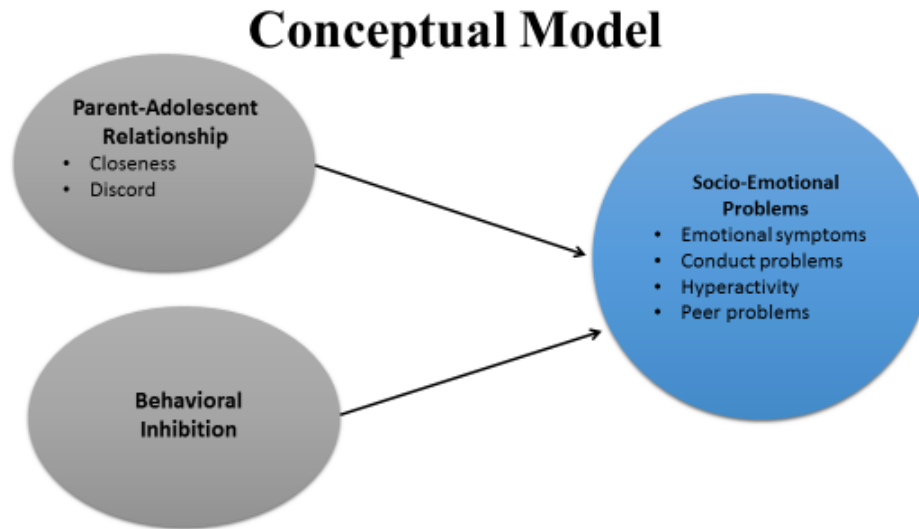 Conceptual Model
Parent-Adolescent
Relationship
• Closeness
• Discord
Socio-Emotional
Problems
• Emotional symptoms
• Conduct problems
• Hyperactivity
• Peer problems
Behavioral
Inhibition